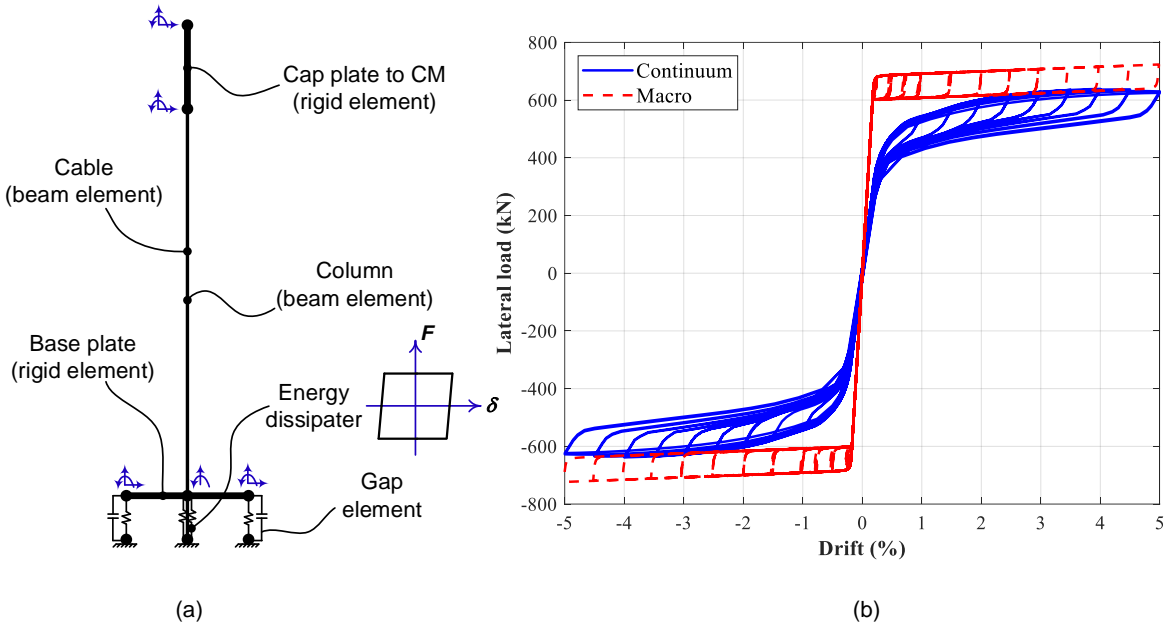 Cap plate to CM
(rigid element)
Cable
(beam element)
Column
(beam element)
Base plate
(rigid element)
Energy
dissipater
F
δ
Gap
element
(a)
Continuum
Macro
Lateral load (kN)
800
600
400
200
0
-200
-400
-600
-800
-5 -4 -3 -2 -1 0 1 2 3 4 5
Drift (%)
(b)